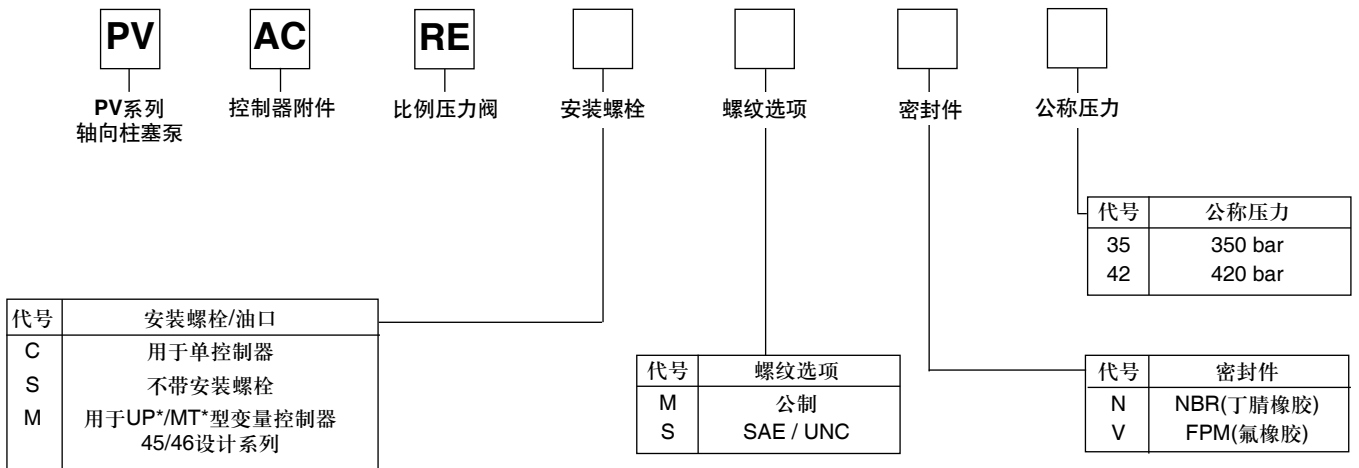 PV AC RE
PV系列
轴向柱塞泵
控制器附件
比例压力阀
安装螺栓
螺纹选项
密封件
公称压力
代号 公称压力
35 350 bar
42 420 bar
代号 安装螺栓/油口
C 用于单控制器
S 不带安装螺栓
M 用于UP*/MT*型变量控制器
45/46设计系列
代号 螺纹选项
M 公制
S SAE / UNC
代号 密封件
N NBR(丁腈橡胶)
V FPM(氟橡胶)